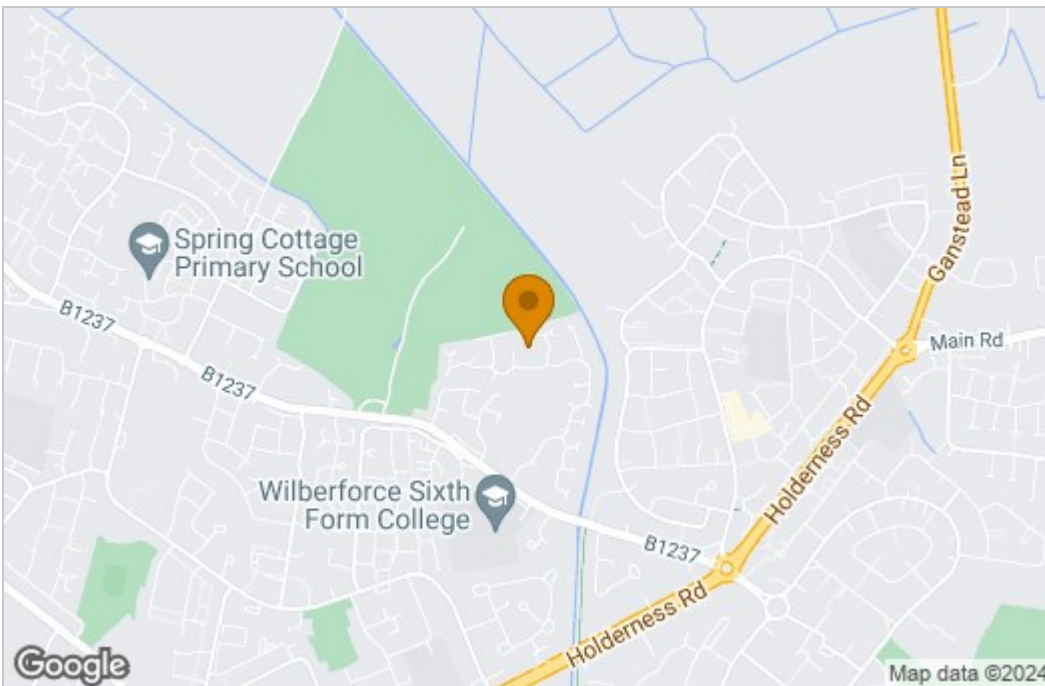 Ganstead Ln
Spring Cottage
Primary School
B1237
Main Rd
B1237
Holderness Rd
Wilberforce Sixth
Form College
B1237
Holderness Rd
Google
Map data ©2024